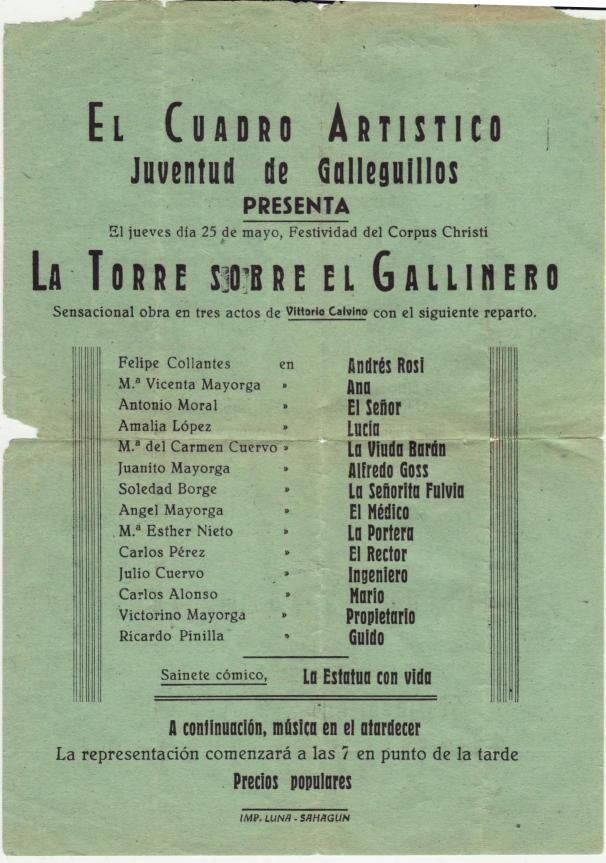 EL CUADRO ARTISTICO
Juventud de Galleguillos
PRESENTA
El jueves día 25 de mayo, Festividad del Corpus Christi
LA TORRE SOBRE EL GALLINERO
Sensacional obra en tres actos de Vittorio Calvino con el siguiente reparto.
Felipe Collantes en Andrés Rosi
M.ª Vicenta Mayorga » Ana
Antonio Moral » El Señor
Amalia López » Lucía
M.ª del Carmen Cuervo » La Viuda Barán
Juanito Mayorga » Alfredo Goss
Soledad Borge » La Señorita Fulvia
Angel Mayorga » El Médico
M.ª Esther Nieto » La Portera
Carlos Pérez » El Rector
Julio Cuervo » Ingeniero
Carlos Alonso » Mario
Victorino Mayorga » Propietario
Ricardo Pinilla » Guido
Sainete cómico, La Estatua con vida
A continuación, música en el atardecer
La representación comenzará a las 7 en punto de la tarde
Precios populares
IMP. LUNA - SAHAGUN